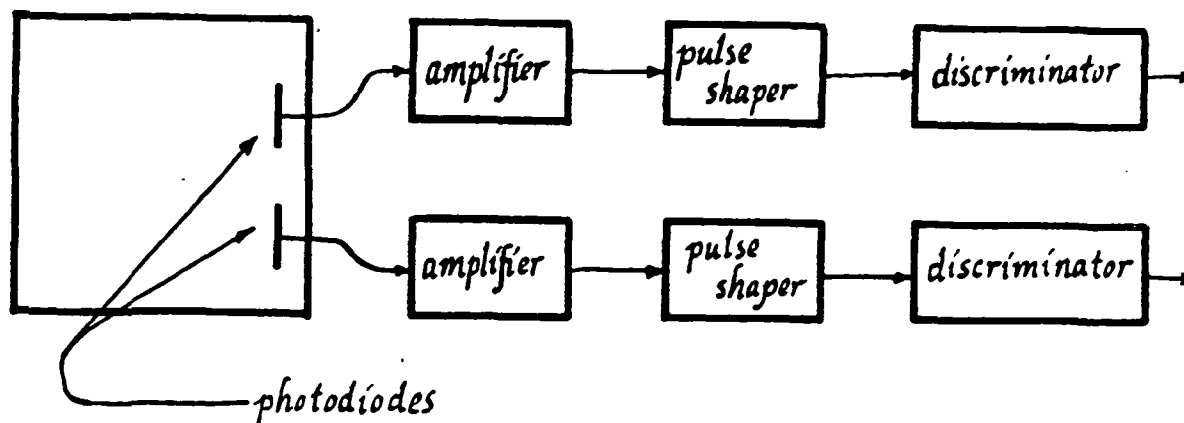 amplifier
pulse
shaper
discriminator
amplifier
pulse
shaper
discriminator
photodiodes